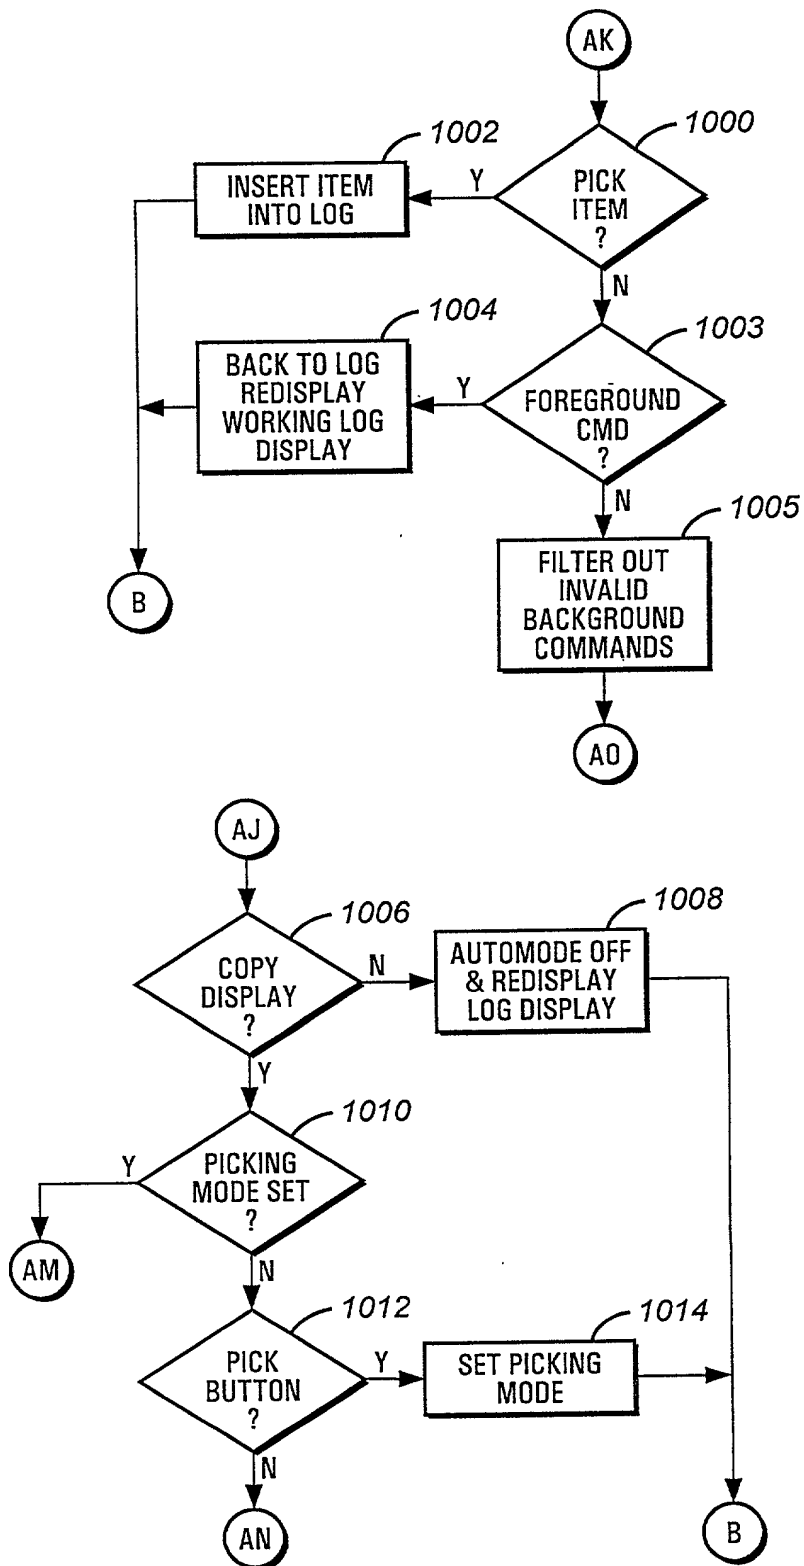 AK
1000
PICK
ITEM
?
Y
1002
INSERT ITEM
INTO LOG
N
1003
FOREGROUND
CMD
?
Y
1004
BACK TO LOG
REDISPLAY
WORKING LOG
DISPLAY
B
N
1005
FILTER OUT
INVALID
BACKGROUND
COMMANDS
AO
AJ
1006
COPY
DISPLAY
?
N
1008
AUTOMODE OFF
& REDISPLAY
LOG DISPLAY
Y
1010
PICKING
MODE SET
?
Y
AM
N
1012
PICK
BUTTON
?
Y
1014
SET PICKING
MODE
N
AN
B